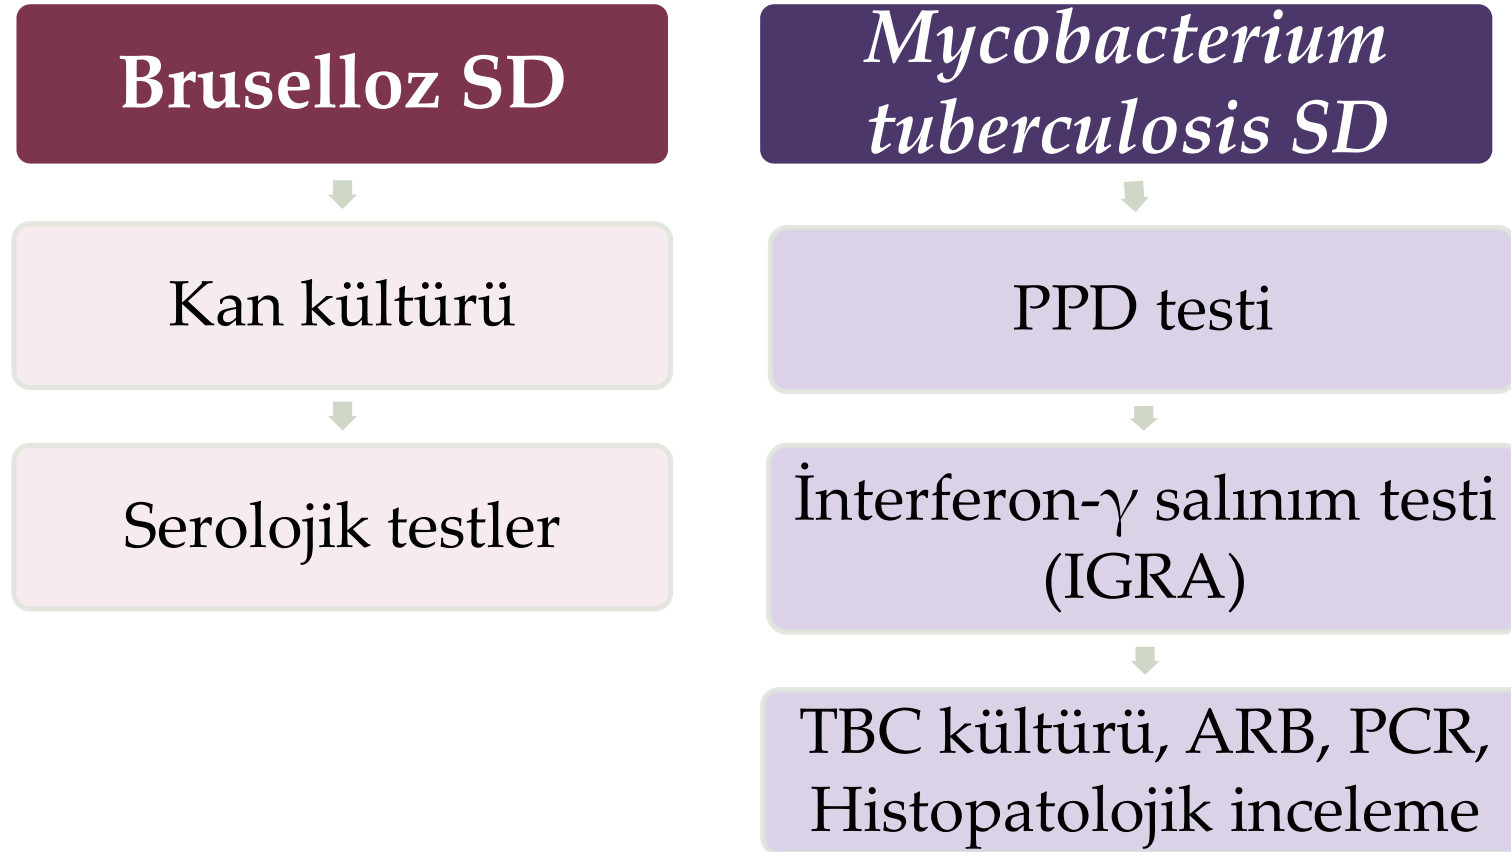 Bruselloz SD
Kan kültürü
Serolojik testler
Mycobacterium
tuberculosis SD
PPD testi
İnterferon-γ salınım testi
(IGRA)
TBC kültürü, ARB, PCR,
Histopatolojik inceleme